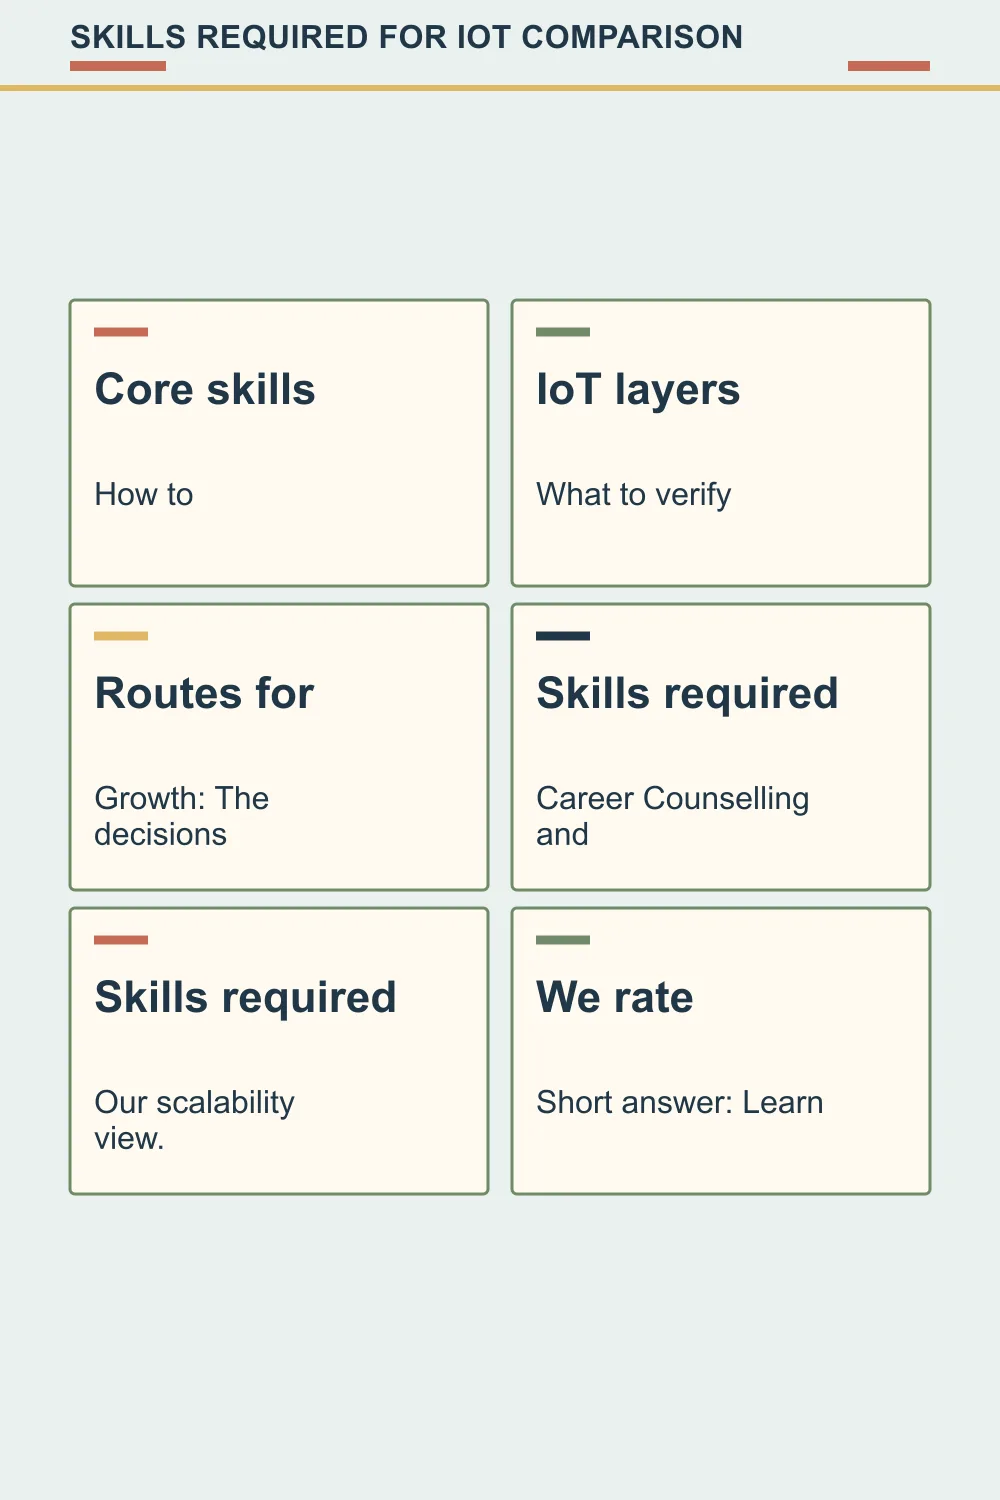 SKILLS REQUIRED FOR IOT COMPARISON
Core skills
How to
IoT layers
What to verify
Routes for
Growth: The
decisions
Skills required
Career Counselling
and
Skills required
Our scalability
view.
We rate
Short answer: Learn